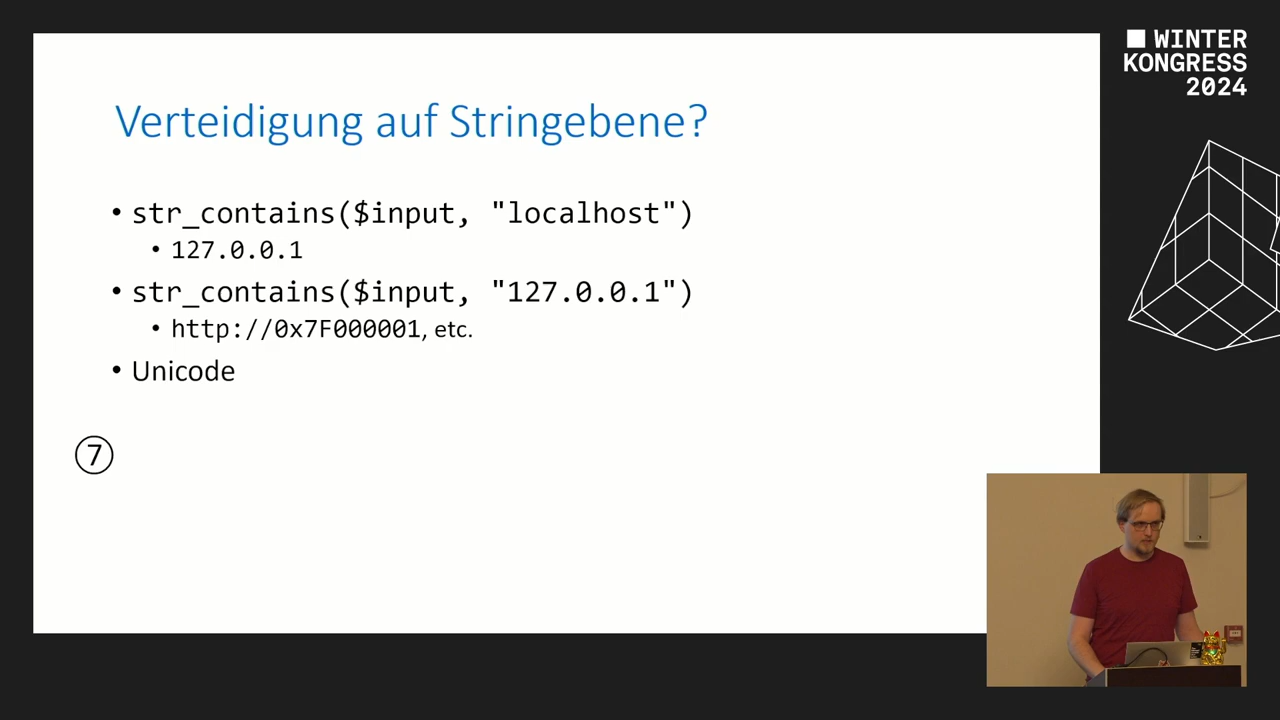 WINTER
KONGRESS
2024
Verteidigung auf Stringebene?
• str_contains($input, "localhost")
• 127.0.0.1
• str_contains($input, "127.0.0.1")
• http://0x7F000001, etc.
• Unicode
⑦